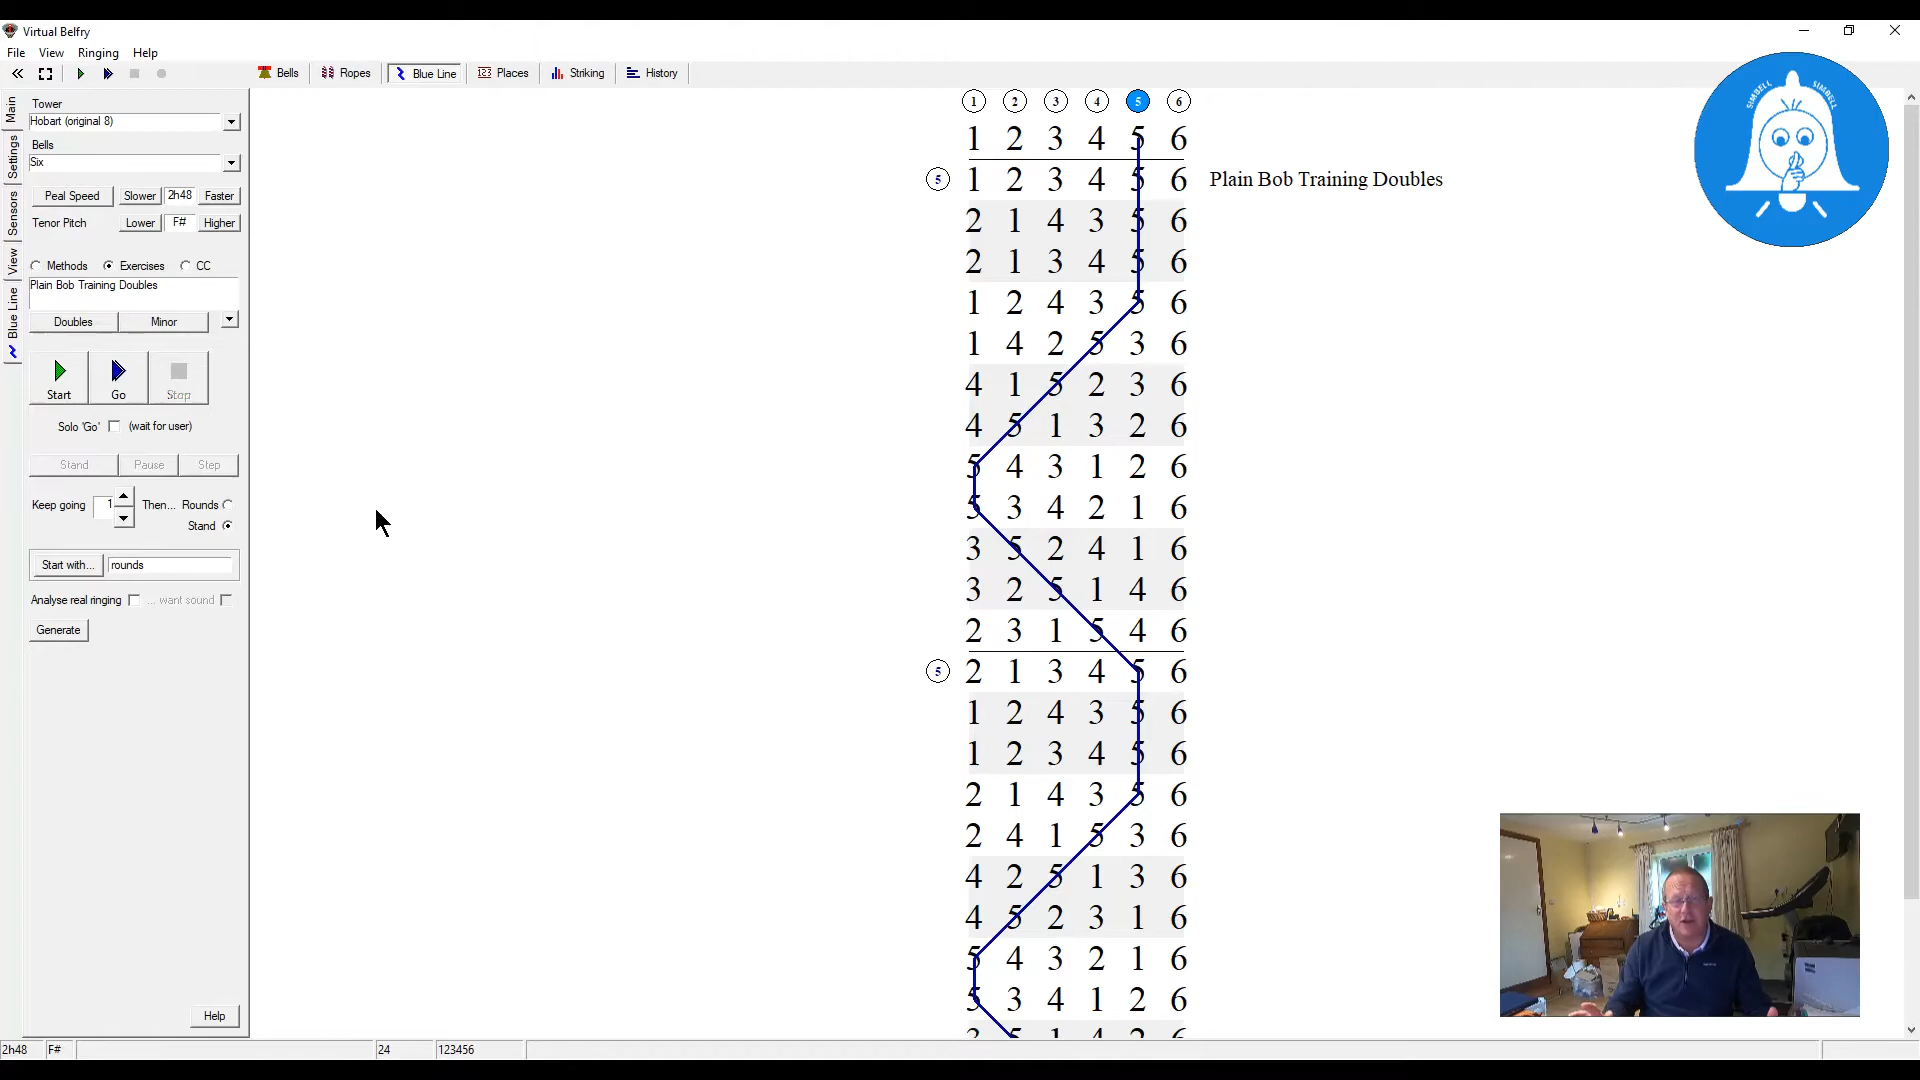 Virtual Belfry
File View Ringing Help
Bells Ropes Blue Line Places Striking History
Main
Settings
Sensors
View
Blue Line
Tower
Hobart (original 8)
Bells
Six
Peal Speed Slower 2h48 Faster
Tenor Pitch Lower F# Higher
Methods Exercises CC
Plain Bob Training Doubles
Doubles Minor
Start Go Stop
Solo 'Go' (wait for user)
Stand Pause Step
Keep going 1 Then... Rounds
Stand
Start with... rounds
Analyse real ringing ... want sound
Generate
Help
1 2 3 4 5 6
1 2 3 4 5 6
5 1 2 3 4 5 6 Plain Bob Training Doubles
2 1 4 3 5 6
2 1 3 4 5 6
1 2 4 3 5 6
1 4 2 5 3 6
4 1 5 2 3 6
4 5 1 3 2 6
5 4 3 1 2 6
5 3 4 2 1 6
3 5 2 4 1 6
3 2 5 1 4 6
2 3 1 5 4 6
5 2 1 3 4 5 6
1 2 4 3 5 6
1 2 3 4 5 6
2 1 4 3 5 6
2 4 1 5 3 6
4 2 5 1 3 6
4 5 2 3 1 6
5 4 3 2 1 6
5 3 4 1 2 6
3 5 1 4 2 6
SIMBELL SIMBELL
2h48 F# 24 123456